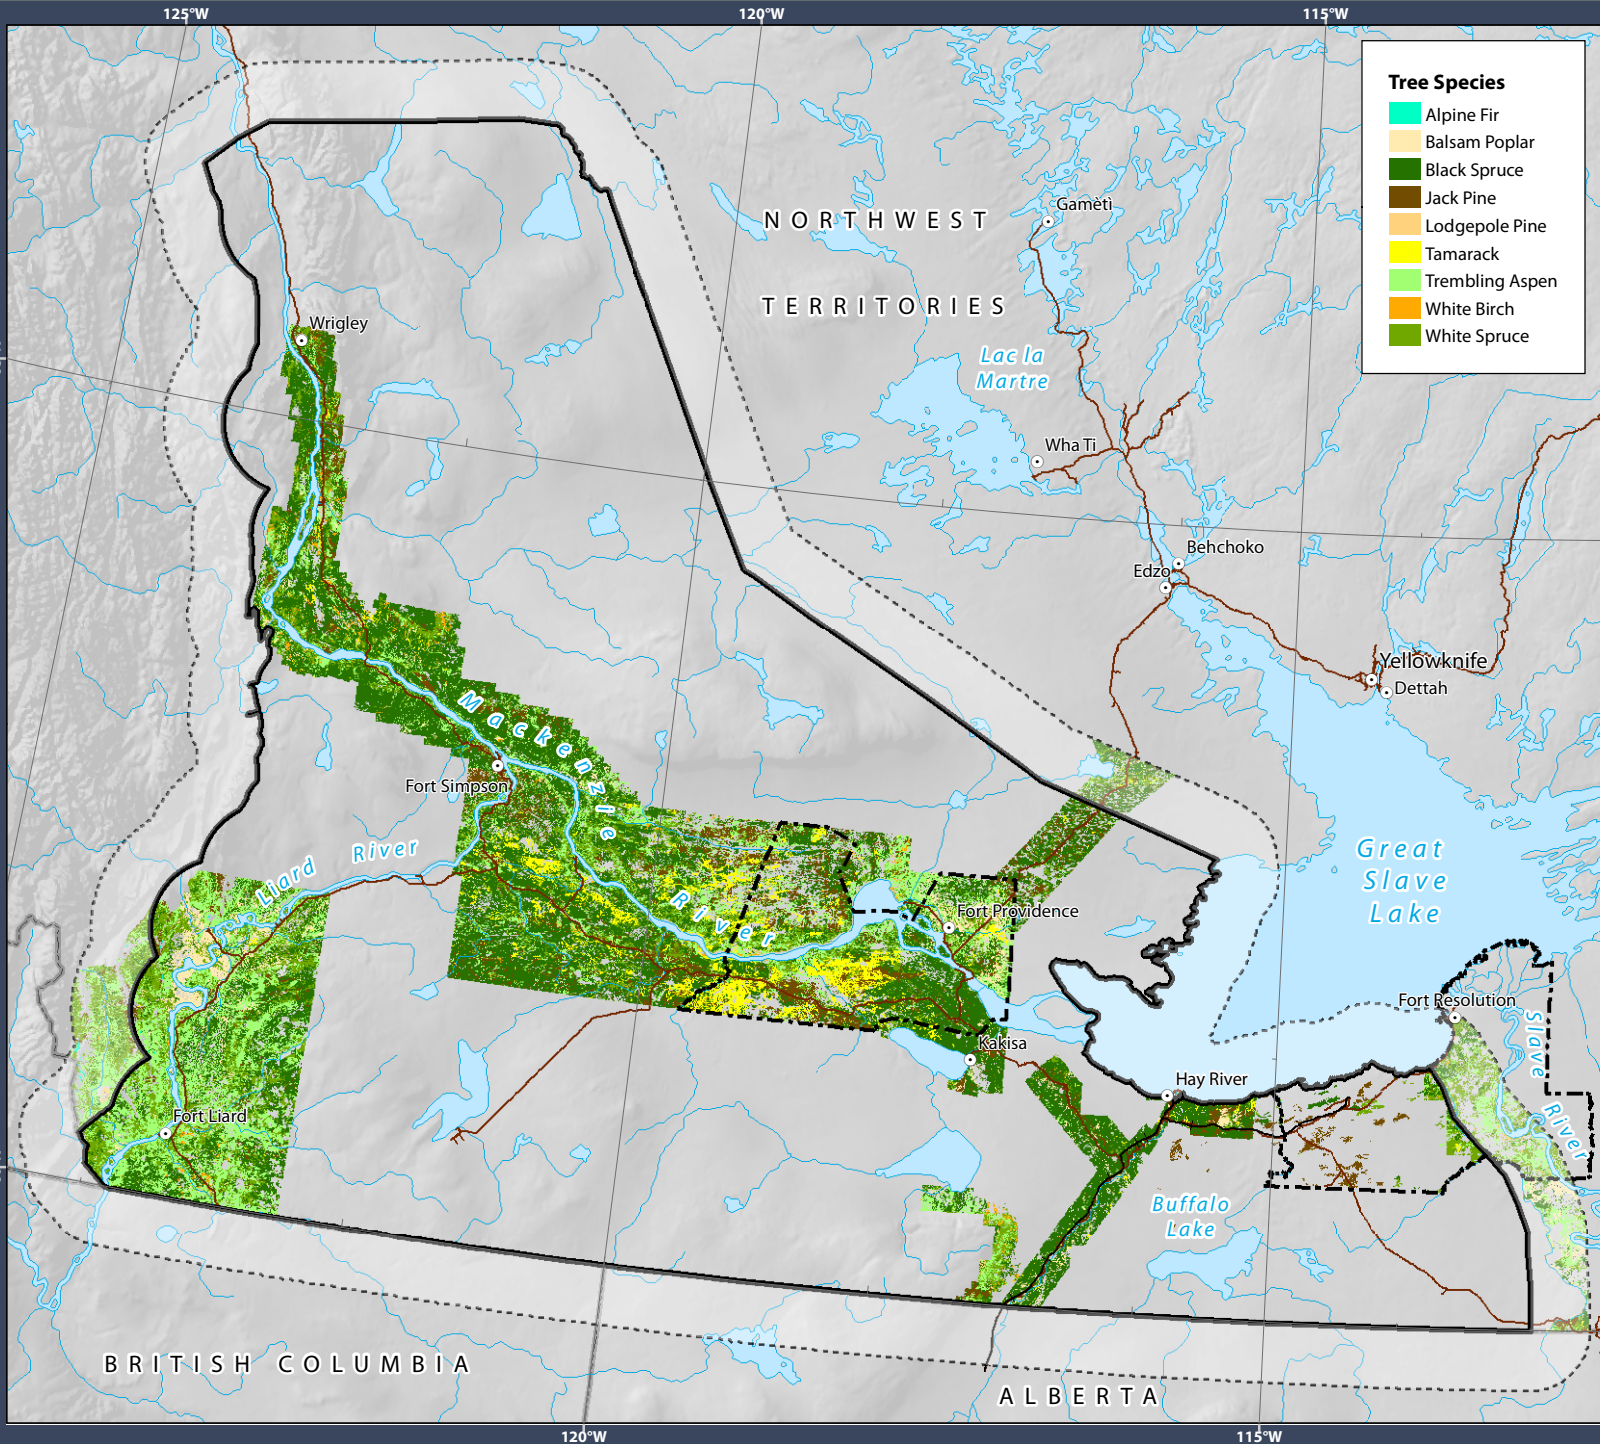 125°W
120°W
115°W
Tree Species
Alpine Fir
Balsam Poplar
Black Spruce
Jack Pine
Lodgepole Pine
Tamarack
Trembling Aspen
White Birch
White Spruce
Gamètì
NORTHWEST
TERRITORIES
Wrigley
Lac la
Martre
Wha Ti
Behchoko
Edzo
Yellowknife
Dettah
Mackenzie
River
Fort Simpson
Liard River
Great
Slave
Lake
Fort Providence
Fort Resolution
Slave
River
Kakisa
Hay River
Fort Liard
Buffalo
Lake
BRITISH COLUMBIA
ALBERTA
120°W
115°W